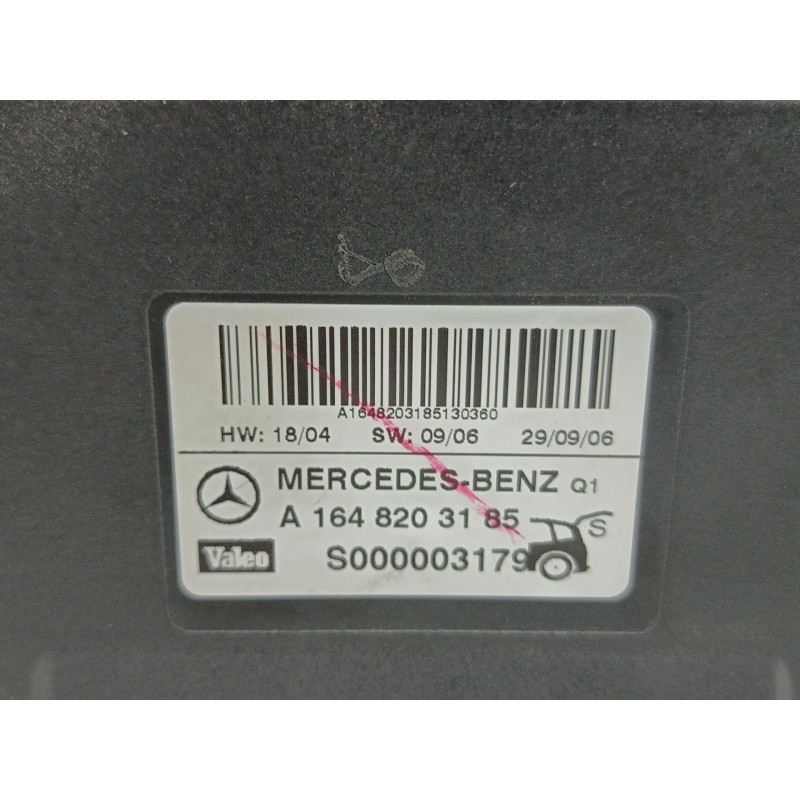 A1648203185130360
HW: 18/04 SW: 09/06 29/09/06
MERCEDES-BENZ Q1
A 164 820 31 85
S
Valeo S000003179